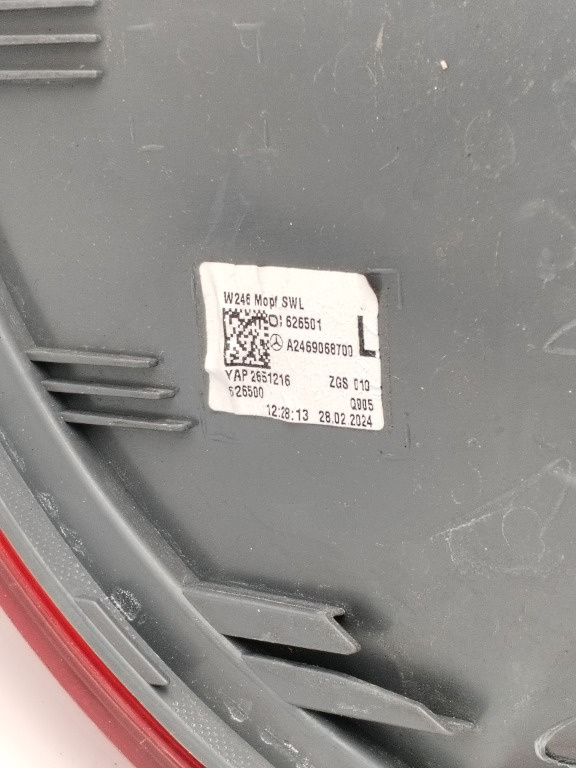 W246 Mopf SWL
626501
A2469068700 L
YAP 2651216 ZGS 010
626500 Q005
12:28:13 28.02.2024